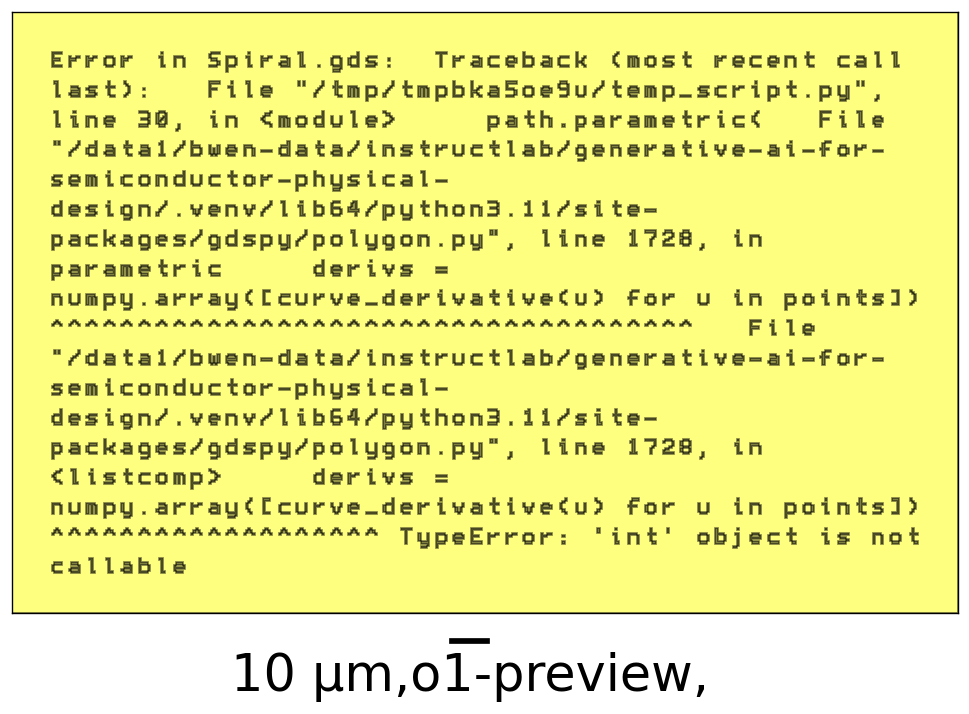 Error in Spiral.gds:  Traceback (most recent call
last):   File "/tmp/tmpbka5oe9u/temp_script.py",
line 30, in <module>     path.parametric(   File
"/data1/bwen-data/instructlab/generative-ai-for-
semiconductor-physical-
design/.venv/lib64/python3.11/site-
packages/gdspy/polygon.py", line 1728, in
parametric     derivs =
numpy.array([curve_derivative(u) for u in points])
^^^^^^^^^^^^^^^^^^^^^^^^^^^^^^^^^^^^^   File
"/data1/bwen-data/instructlab/generative-ai-for-
semiconductor-physical-
design/.venv/lib64/python3.11/site-
packages/gdspy/polygon.py", line 1728, in
<listcomp>     derivs =
numpy.array([curve_derivative(u) for u in points])
^^^^^^^^^^^^^^^^^^^ TypeError: 'int' object is not
callable
10 μm,o1-preview,